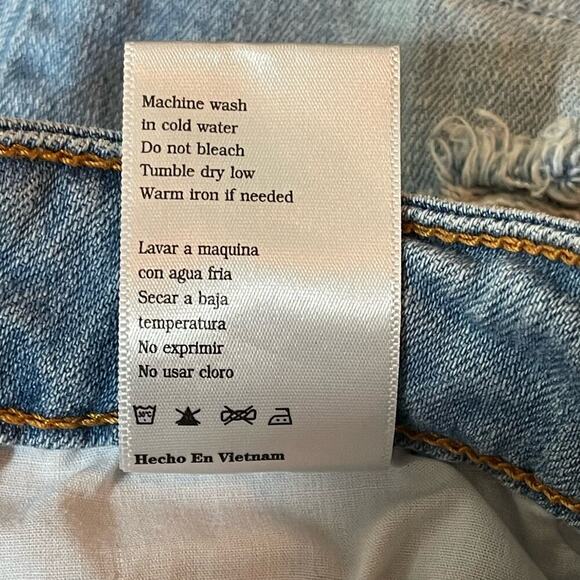 Machine wash
in cold water
Do not bleach
Tumble dry low
Warm iron if needed
Lavar a maquina
con agua fria
Secar a baja
temperatura
No exprimir
No usar cloro
30°C
Hecho En Vietnam